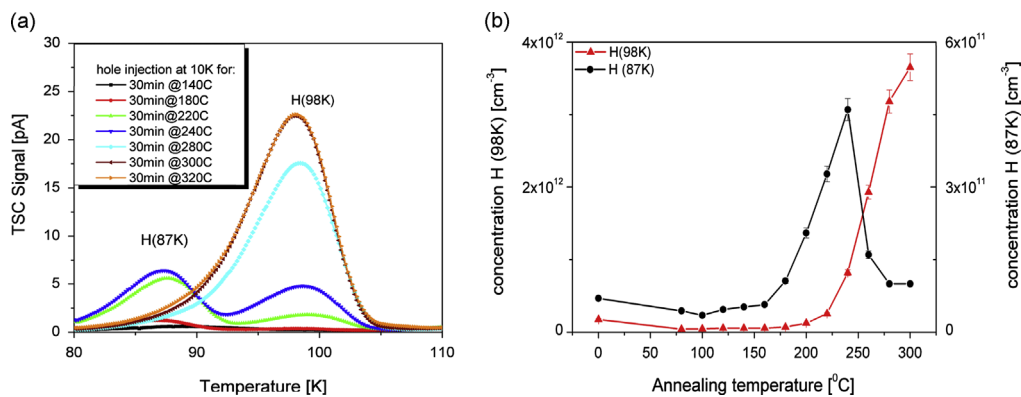 (a)
30
25
20
15
10
5
0
TSC Signal [pA]
hole injection at 10K for:
30min @140C
30min@180C
30min@220C
30min @240C
30min @280C
30min @300C
30min @320C
H(98K)
H(87K)
80
90
100
110
Temperature [K]
(b)
4x10¹²
2x10¹²
0
concentration H (98K) [cm⁻³]
H(98K)
H (87K)
6x10¹¹
3x10¹¹
0
concentration H (87K) [cm⁻³]
0
50
100
150
200
250
300
Annealing temperature [⁰C]